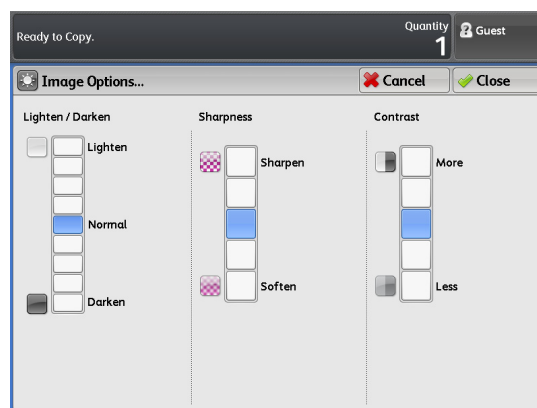 Ready to Copy.
Quantity
1
Guest
Image Options...
Cancel
Close
Lighten / Darken
Sharpness
Contrast
Lighten
Normal
Darken
Sharpen
Soften
More
Less